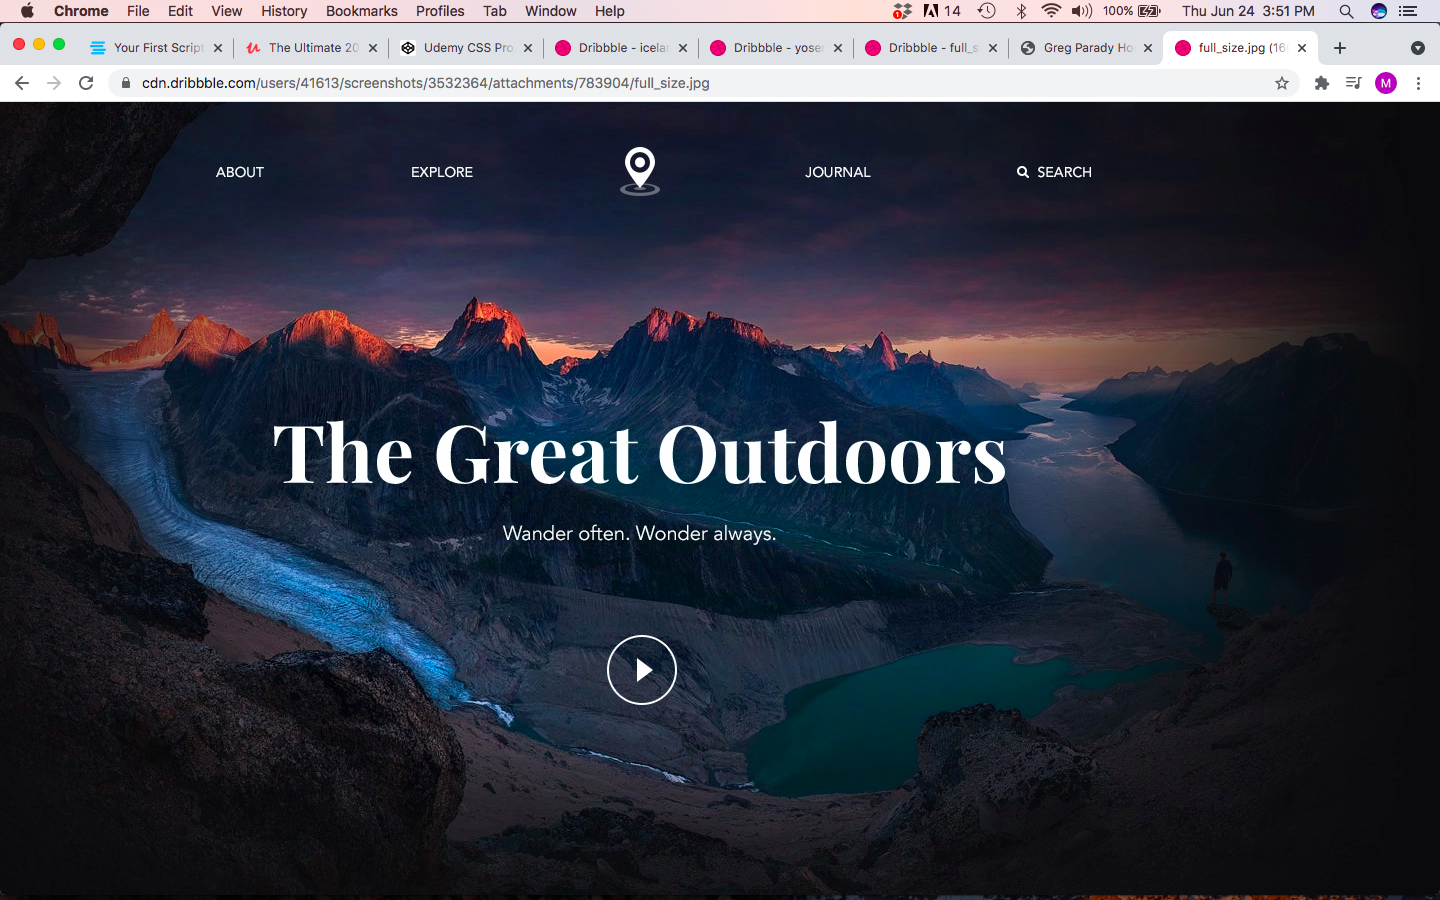 Chrome File Edit View History Bookmarks Profiles Tab Window Help 1 14 100% Thu Jun 24 3:51 PM
Your First Script The Ultimate 20 Udemy CSS Pro Dribbble - icelan Dribbble - yosem Dribbble - full_s Greg Parady Ho full_size.jpg (16
cdn.dribbble.com/users/41613/screenshots/3532364/attachments/783904/full_size.jpg M
ABOUT EXPLORE JOURNAL SEARCH
The Great Outdoors
Wander often. Wonder always.